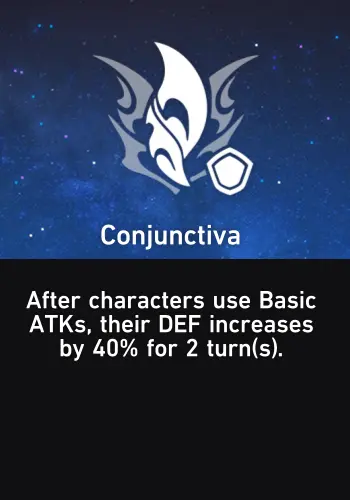 Conjunctiva
After characters use Basic
ATKs, their DEF increases
by 40% for 2 turn(s).